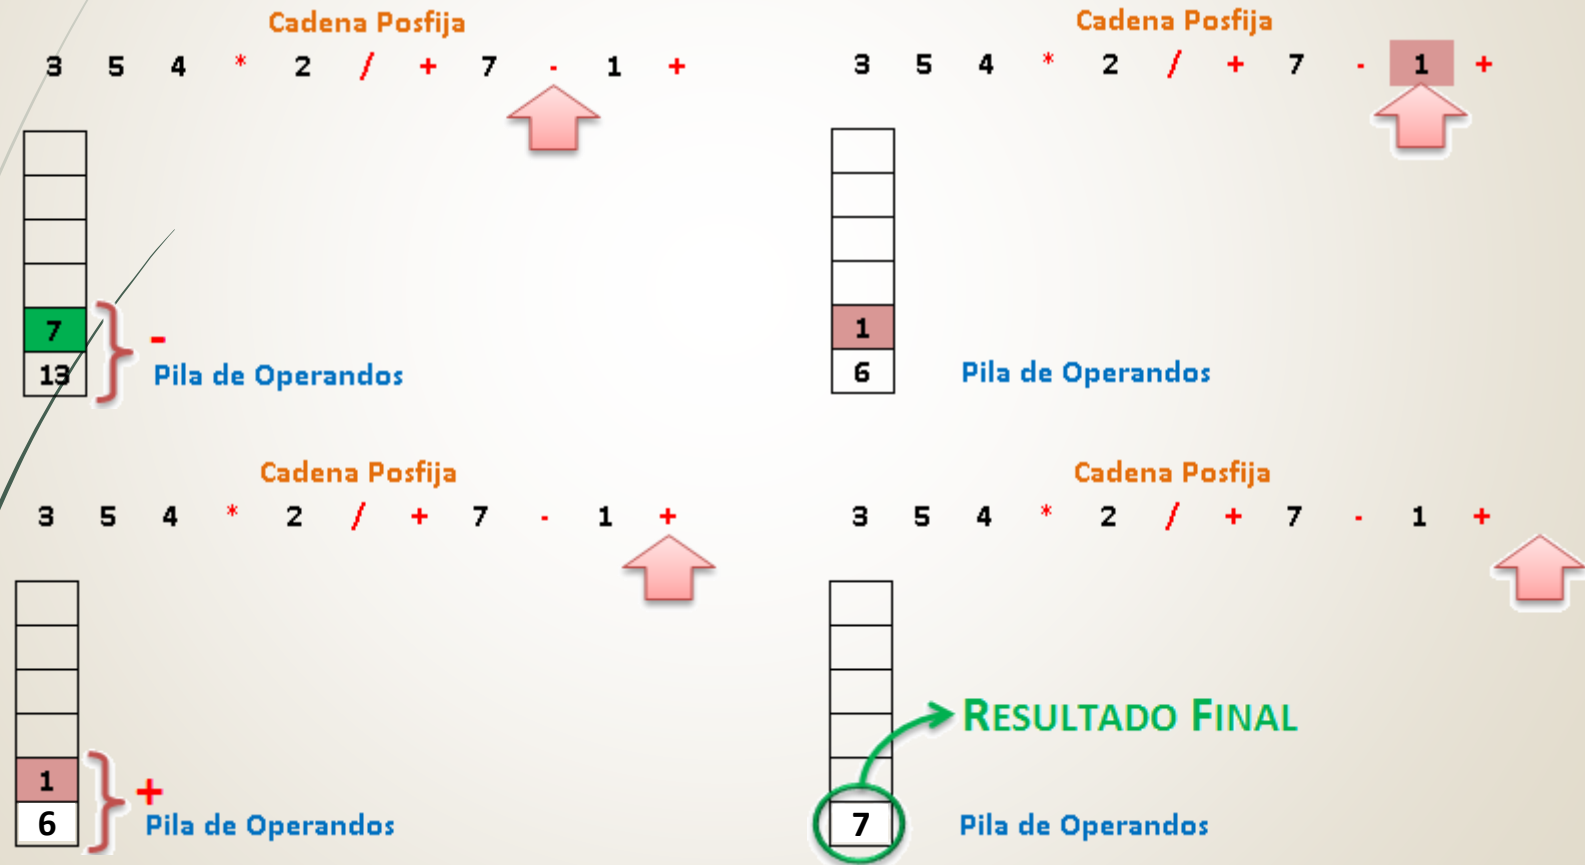 Cadena Posfija
3 5 4 * 2 / + 7 - 1 +
7
-
13
Pila de Operandos
Cadena Posfija
3 5 4 * 2 / + 7 - 1 +
1
6
Pila de Operandos
Cadena Posfija
3 5 4 * 2 / + 7 - 1 +
1
+
6
Pila de Operandos
Cadena Posfija
3 5 4 * 2 / + 7 - 1 +
RESULTADO FINAL
7
Pila de Operandos